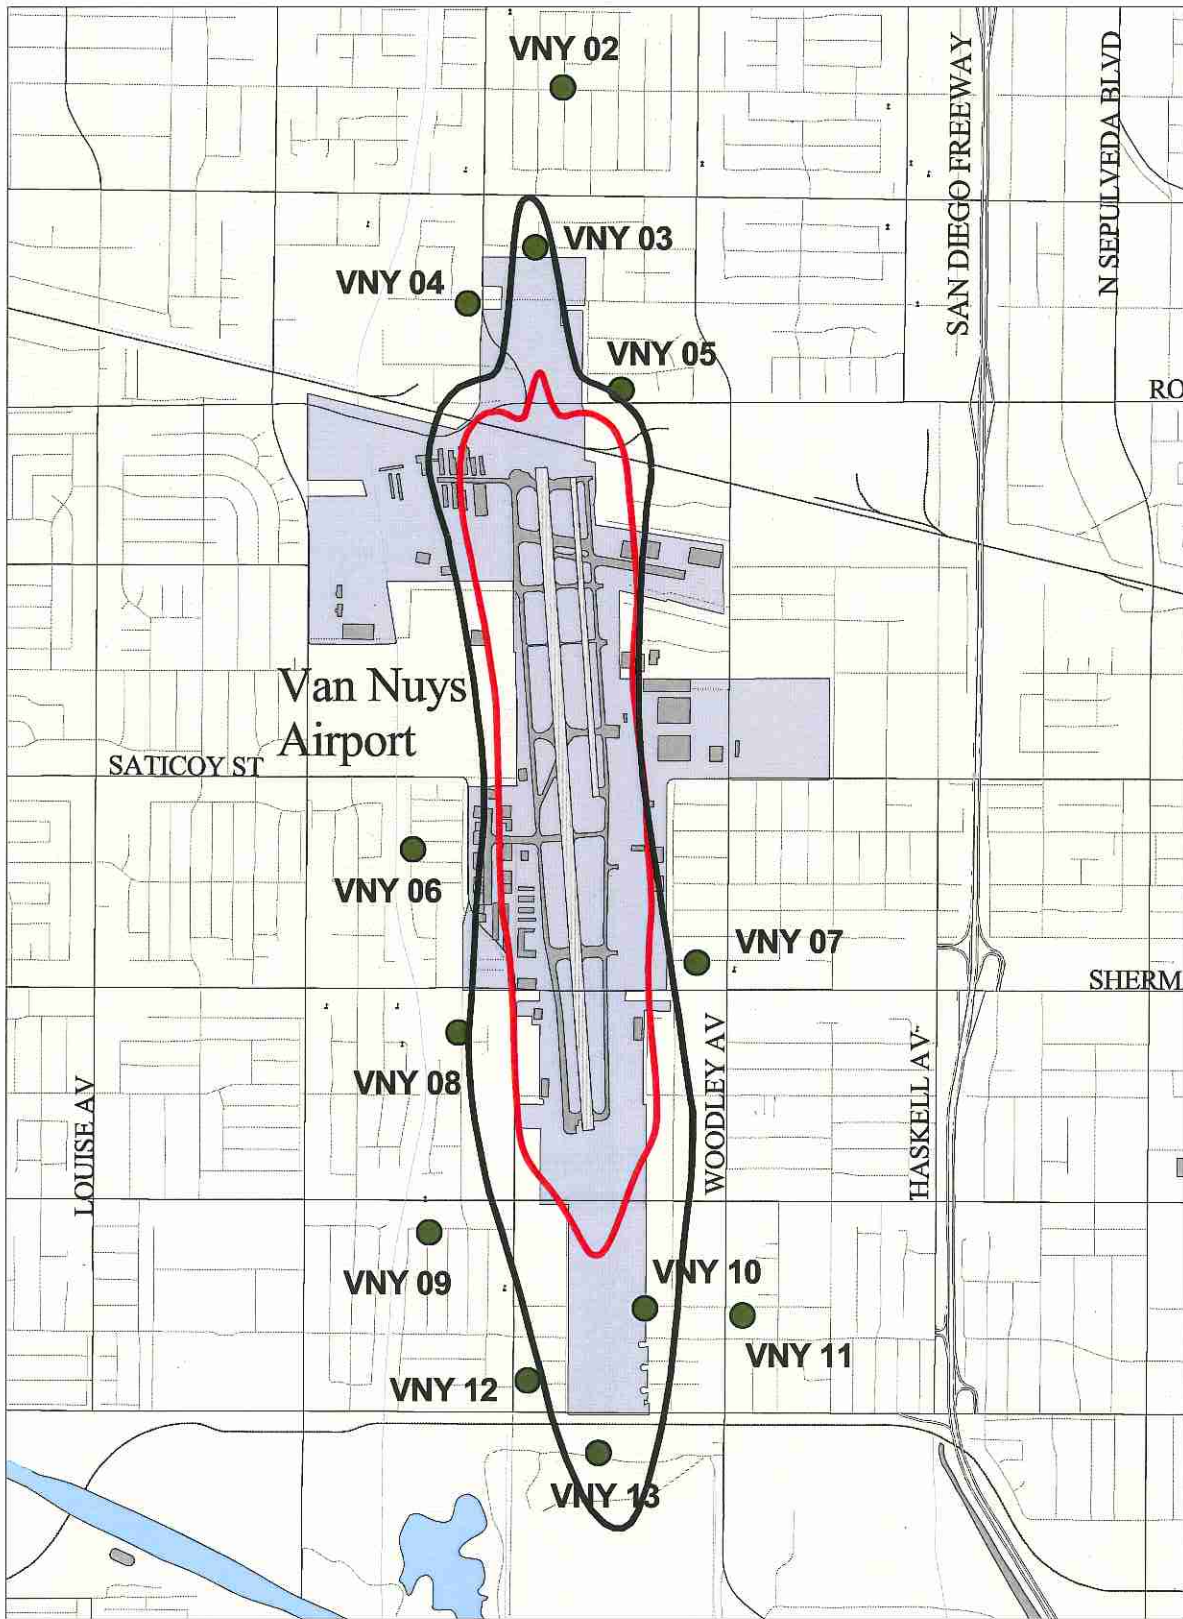 VNY 02
SAN DIEGO FREEWAY
N SEPULVEDA BLVD
VNY 03
VNY 04
VNY 05
RO
Van Nuys
Airport
SATICOY ST
VNY 06
VNY 07
SHERM
VNY 08
WOODLEY AV
HASKELL AV
LOUISE AV
VNY 09
VNY 10
VNY 11
VNY 12
VNY 13